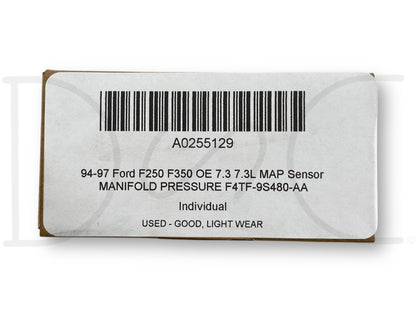 A0255129
94-97 Ford F250 F350 OE 7.3 7.3L MAP Sensor
MANIFOLD PRESSURE F4TF-9S480-AA
Individual
USED - GOOD, LIGHT WEAR